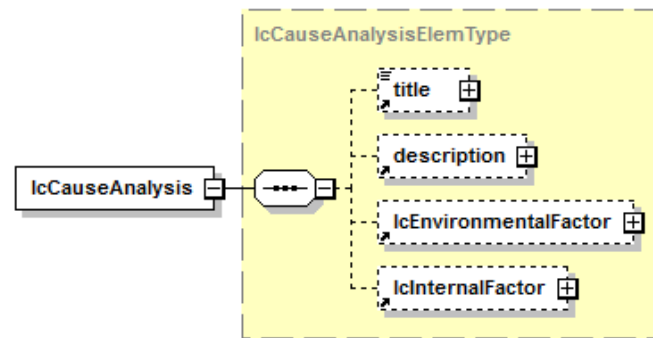 lcCauseAnalysisElemType
title
description
lcCauseAnalysis
lcEnvironmentalFactor
lcInternalFactor